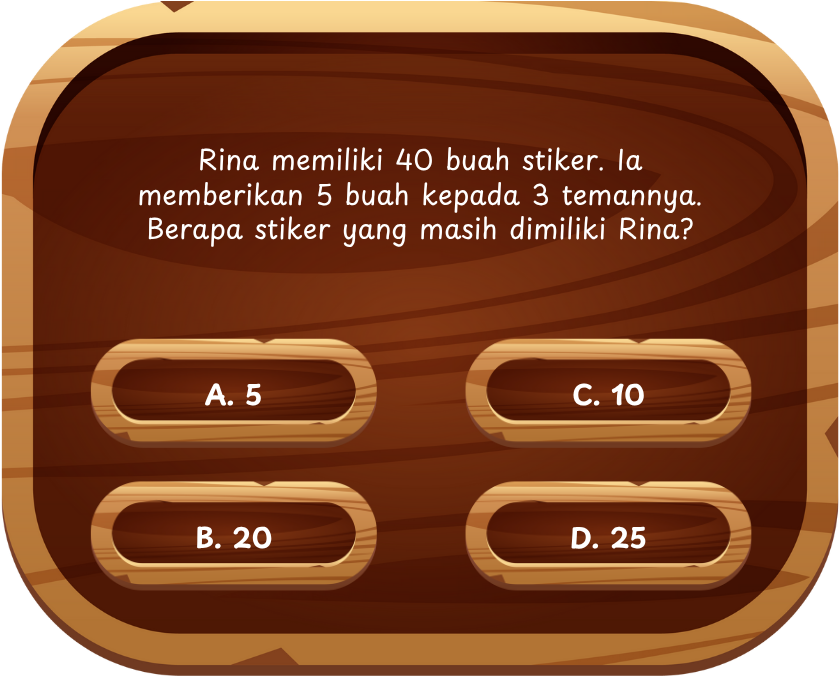 Rina memiliki 40 buah stiker. Ia
memberikan 5 buah kepada 3 temannya.
Berapa stiker yang masih dimiliki Rina?
A. 5
C. 10
B. 20
D. 25